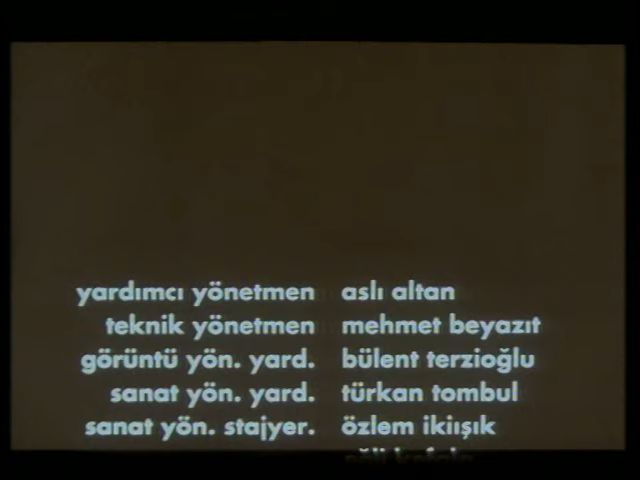 yardımcı yönetmen aslı altan
teknik yönetmen mehmet beyazıt
görüntü yön. yard. bülent terzioğlu
sanat yön. yard. türkan tombul
sanat yön. stajyer. özlem ikiışık